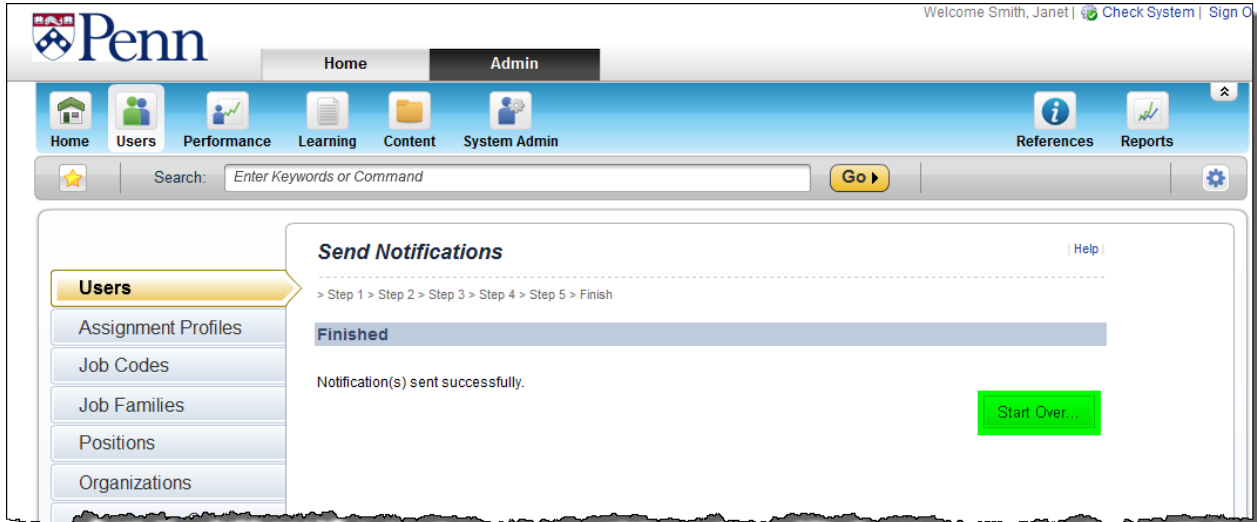 Welcome Smith, Janet | Check System | Sign O
Penn
Home Admin
Home Users Performance Learning Content System Admin References Reports
Search: Enter Keywords or Command Go
Send Notifications | Help |
Users
> Step 1 > Step 2 > Step 3 > Step 4 > Step 5 > Finish
Assignment Profiles
Finished
Job Codes
Notification(s) sent successfully.
Job Families
Start Over...
Positions
Organizations